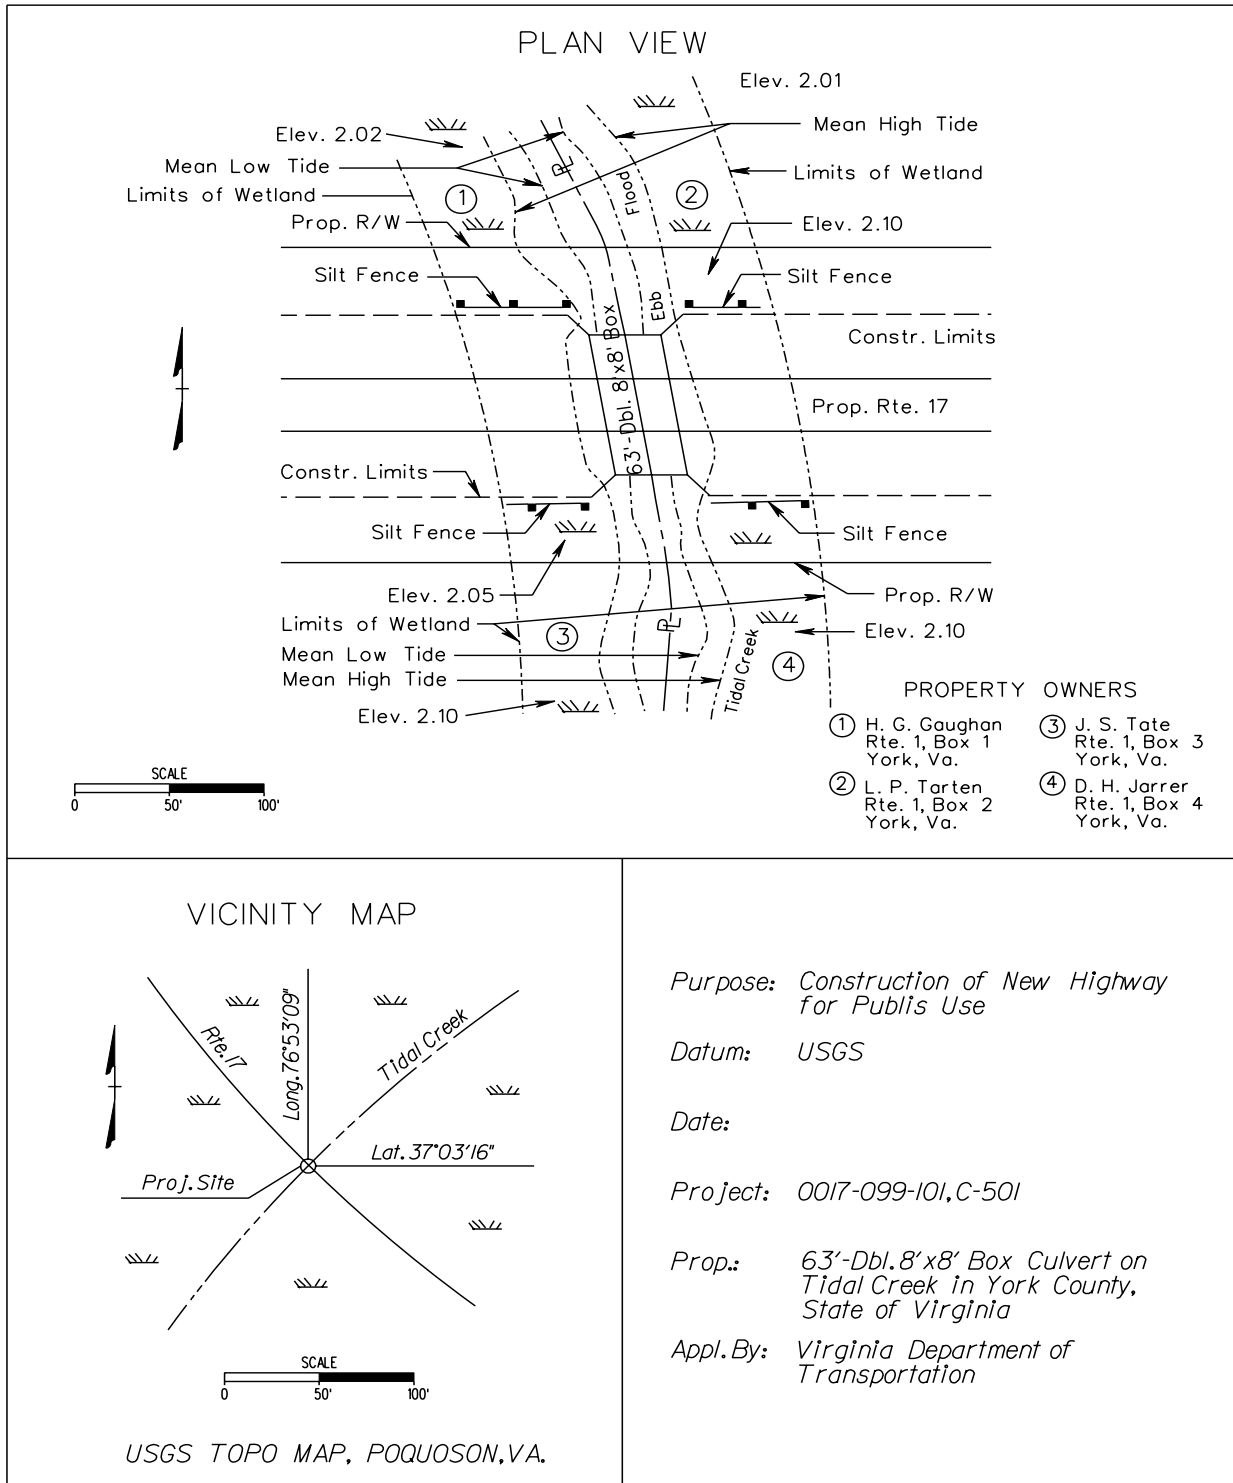 PLAN VIEW
Elev. 2.01
Elev. 2.02
Mean High Tide
Mean Low Tide
Limits of Wetland
Limits of Wetland
1
2
Flood
PL
Prop. R/W
Elev. 2.10
Silt Fence
Silt Fence
Ebb
63'-Dbl. 8'x8' Box
Constr. Limits
Prop. Rte. 17
Constr. Limits
Silt Fence
Silt Fence
Elev. 2.05
Prop. R/W
Limits of Wetland
3
PL
Elev. 2.10
Mean Low Tide
4
Mean High Tide
Tidal Creek
Elev. 2.10
PROPERTY OWNERS
1 H. G. Gaughan
Rte. 1, Box 1
York, Va.
2 L. P. Tarten
Rte. 1, Box 2
York, Va.
3 J. S. Tate
Rte. 1, Box 3
York, Va.
4 D. H. Jarrer
Rte. 1, Box 4
York, Va.
SCALE
0 50' 100'
VICINITY MAP
Rte. 17
Long. 76°53'09"
Tidal Creek
Lat. 37°03'16"
Proj. Site
SCALE
0 50' 100'
USGS TOPO MAP, POQUOSON, VA.
Purpose: Construction of New Highway
for Publis Use
Datum: USGS
Date:
Project: 0017-099-101, C-501
Prop.: 63'-Dbl. 8'x8' Box Culvert on
Tidal Creek in York County,
State of Virginia
Appl. By: Virginia Department of
Transportation